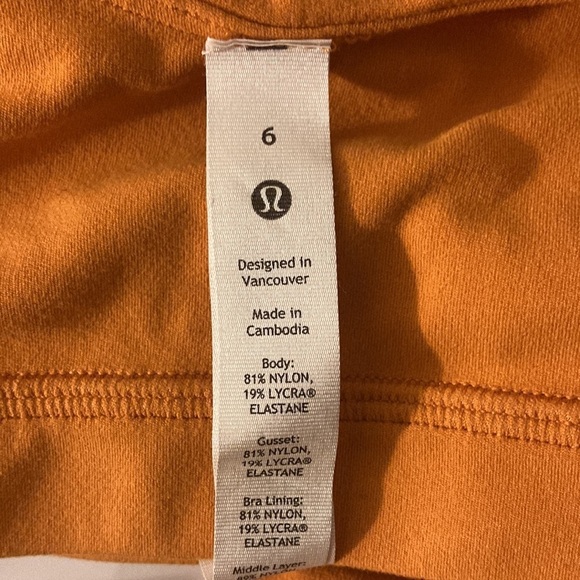 6
Designed in
Vancouver
Made in
Cambodia
Body:
81% NYLON,
19% LYCRA®
ELASTANE
Gusset:
81% NYLON,
19% LYCRA®
ELASTANE
Bra Lining:
81% NYLON,
19% LYCRA®
ELASTANE
Middle Layer: